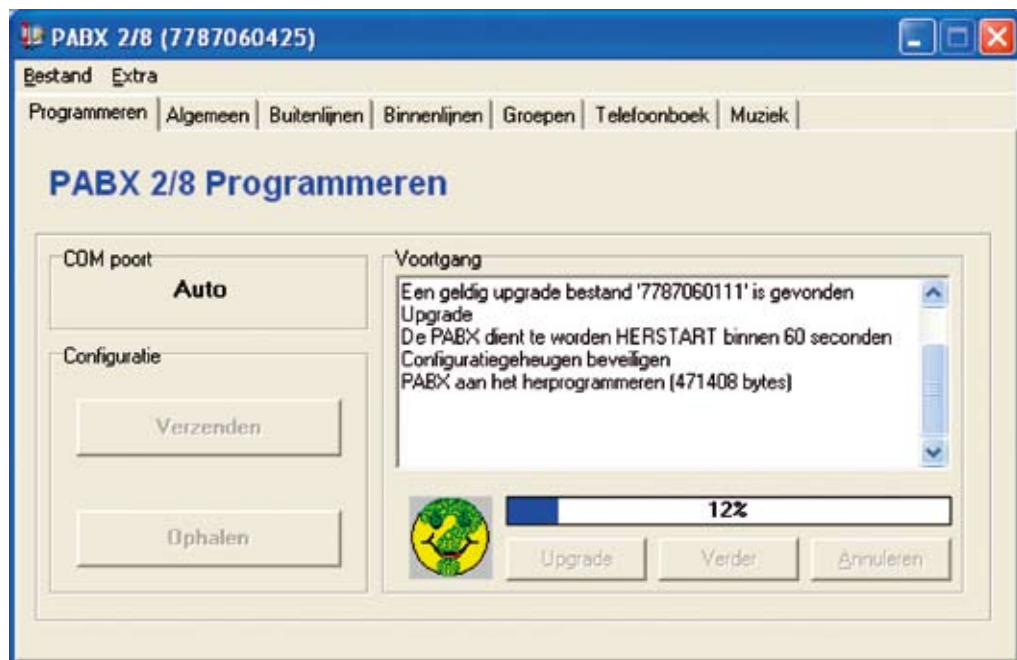 PABX 2/8 (7787060425)
Bestand Extra
Programmeren Algemeen Buitenlijnen Binnenlijnen Groepen Telefoonboek Muziek
PABX 2/8 Programmeren
COM poort
Auto
Configuratie
Verzenden
Ophalen
Voortgang
Een geldig upgrade bestand '7787060111' is gevonden
Upgrade
De PABX dient te worden HERSTART binnen 60 seconden
Configuratiegeheugen beveiligen
PABX aan het herprogrammeren (471408 bytes)
12%
Upgrade Verder Annuleren